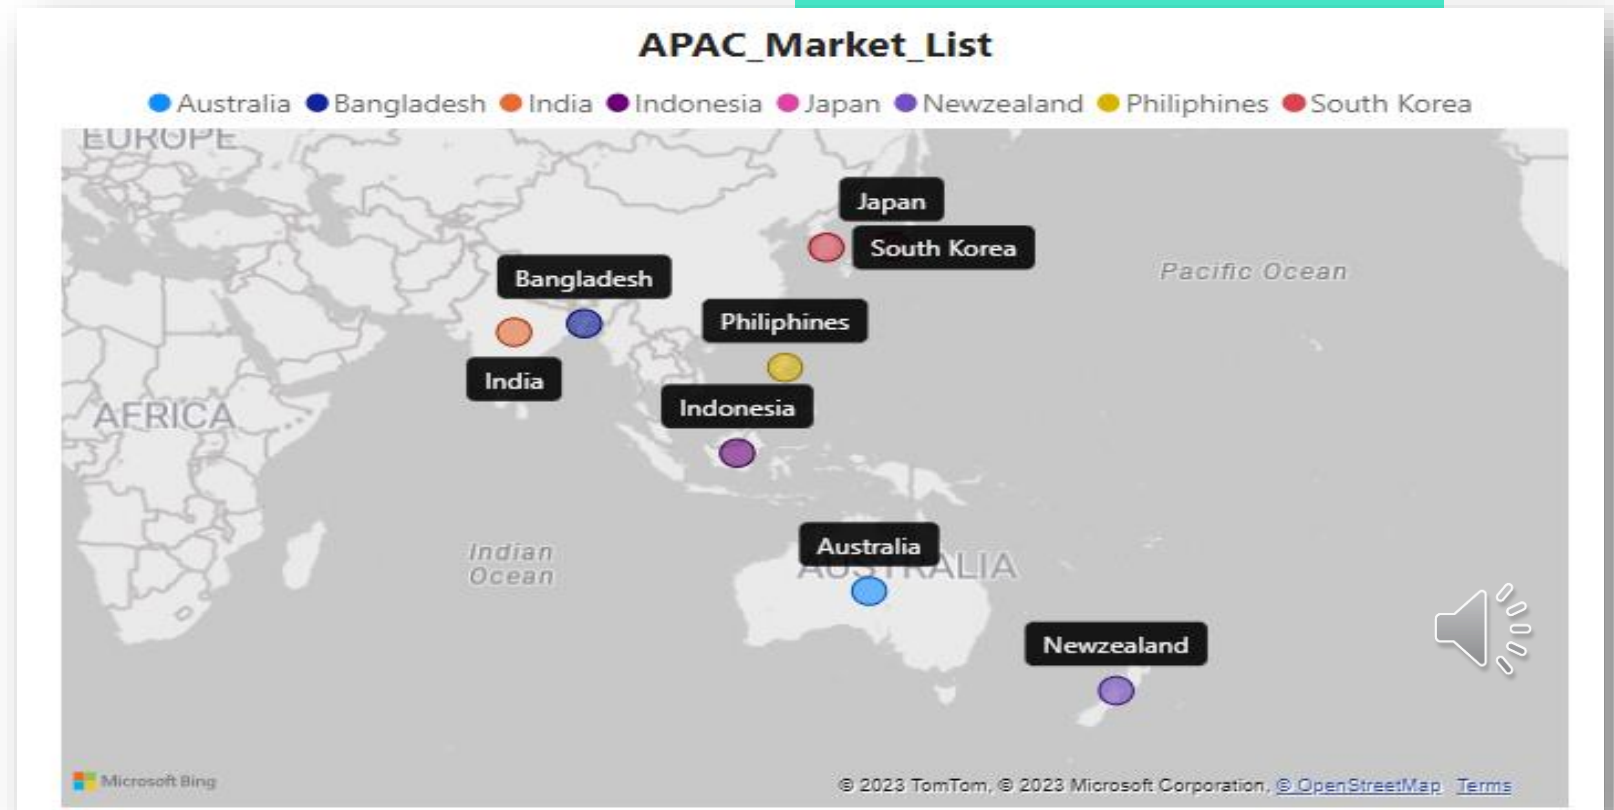 APAC_Market_List
Australia Bangladesh India Indonesia Japan Newzealand Philiphines South Korea
EUROPE
Japan
South Korea
Pacific Ocean
Bangladesh
Philiphines
India
Indonesia
AFRICA
Australia
AUSTRALIA
Indian
Ocean
Newzealand
Microsoft Bing
© 2023 TomTom, © 2023 Microsoft Corporation, © OpenStreetMap Terms